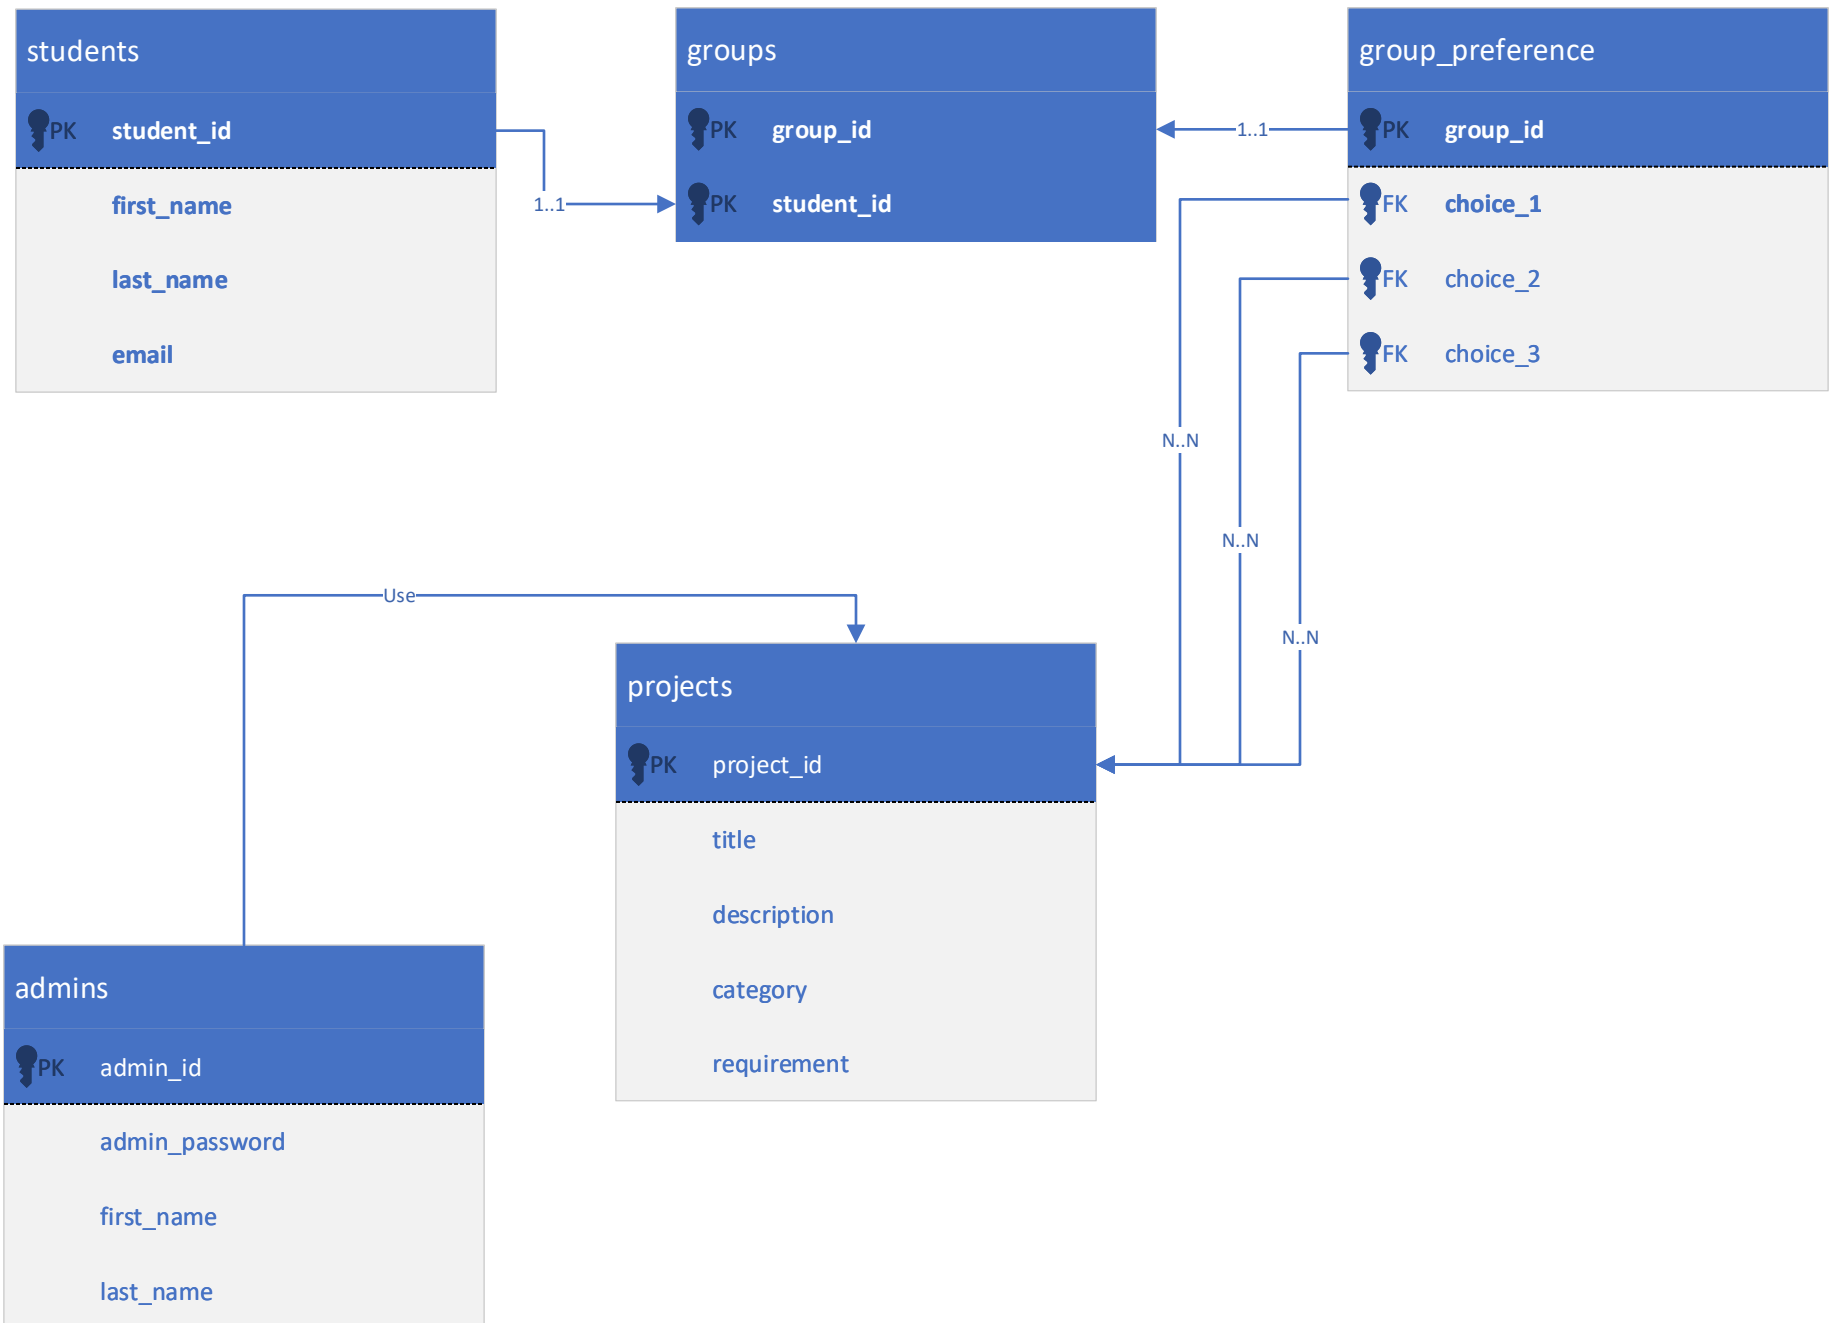 students
PK student_id
first_name
last_name
email
1..1
groups
PK group_id
PK student_id
1..1
group_preference
PK group_id
FK choice_1
FK choice_2
FK choice_3
N..N
N..N
N..N
Use
projects
PK project_id
title
description
category
requirement
admins
PK admin_id
admin_password
first_name
last_name